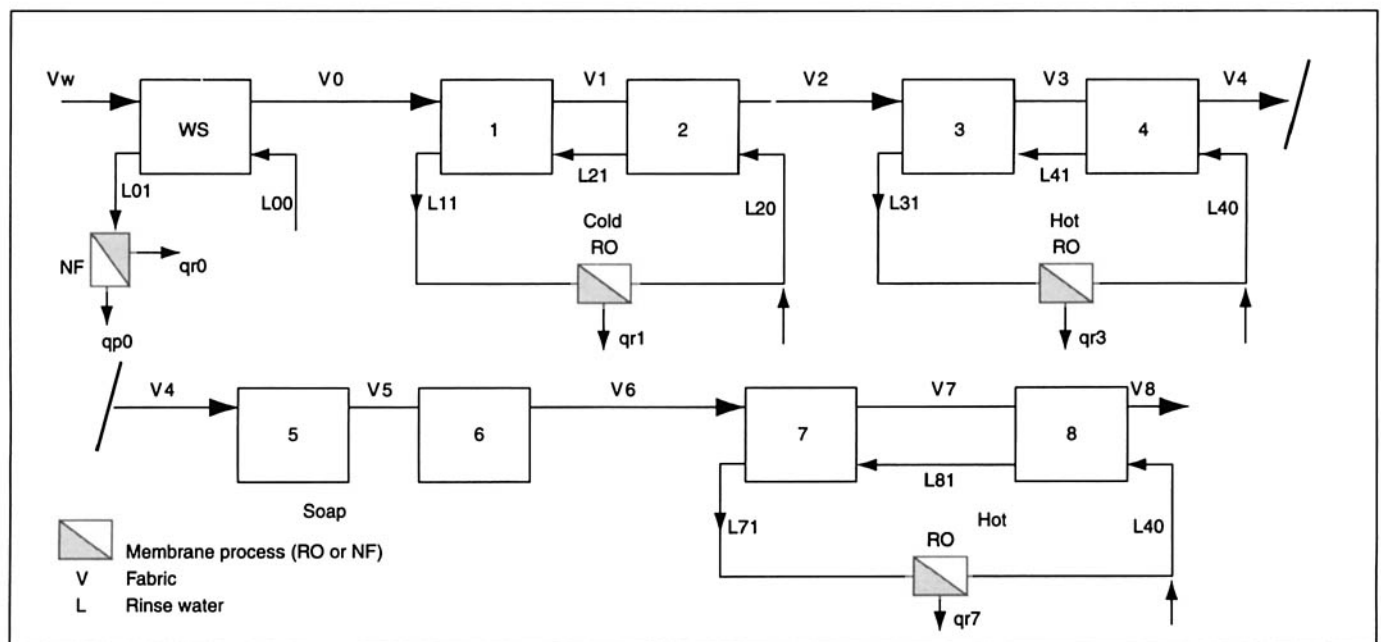 Vw
V0
V1
V2
V3
V4
WS
1
2
3
4
L01
L00
L11
L21
L20
L31
L41
L40
NF
qr0
qp0
Cold
RO
qr1
Hot
RO
qr3
V4
V5
V6
V7
V8
5
6
7
8
Soap
L71
L81
L40
Hot
RO
qr7
Membrane process (RO or NF)
V Fabric
L Rinse water